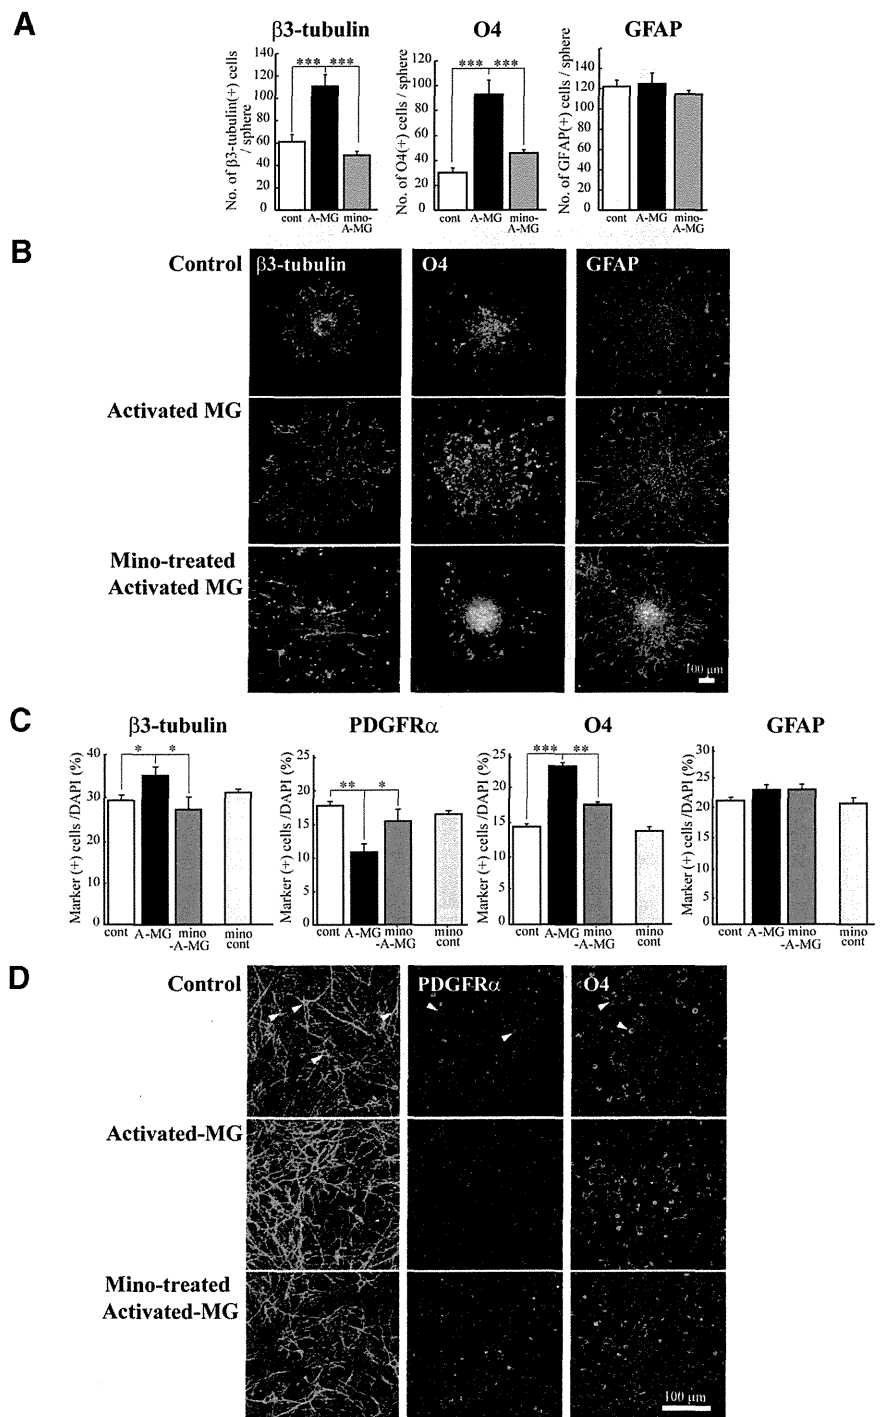 A
β3-tubulin
O4
GFAP
No. of β3-tubulin(+) cells
/ sphere
140
120
100
80
60
40
20
0
*** ***
cont
A-MG
mino-
A-MG
No. of O4(+) cells / sphere
120
100
80
60
40
20
0
*** ***
cont
A-MG
mino-
A-MG
No. of GFAP(+) cells / sphere
140
120
100
80
60
40
20
0
cont
A-MG
mino-
A-MG
B
Control
β3-tubulin
O4
GFAP
Activated MG
Mino-treated
Activated MG
100 μm
C
β3-tubulin
PDGFRα
O4
GFAP
Marker (+) cells /DAPI (%)
40
30
20
10
0
* *
cont
A-MG
mino
-A-MG
mino
cont
Marker (+) cells /DAPI (%)
25
20
15
10
5
0
** *
cont
A-MG
mino
-A-MG
mino
cont
Marker (+) cells /DAPI (%)
25
20
15
10
5
0
*** **
cont
A-MG
mino
-A-MG
mino
cont
Marker (+) cells /DAPI (%)
30
25
20
15
10
5
0
cont
A-MG
mino
-A-MG
mino
cont
D
Control
PDGFRα
O4
Activated-MG
Mino-treated
Activated-MG
100 μm